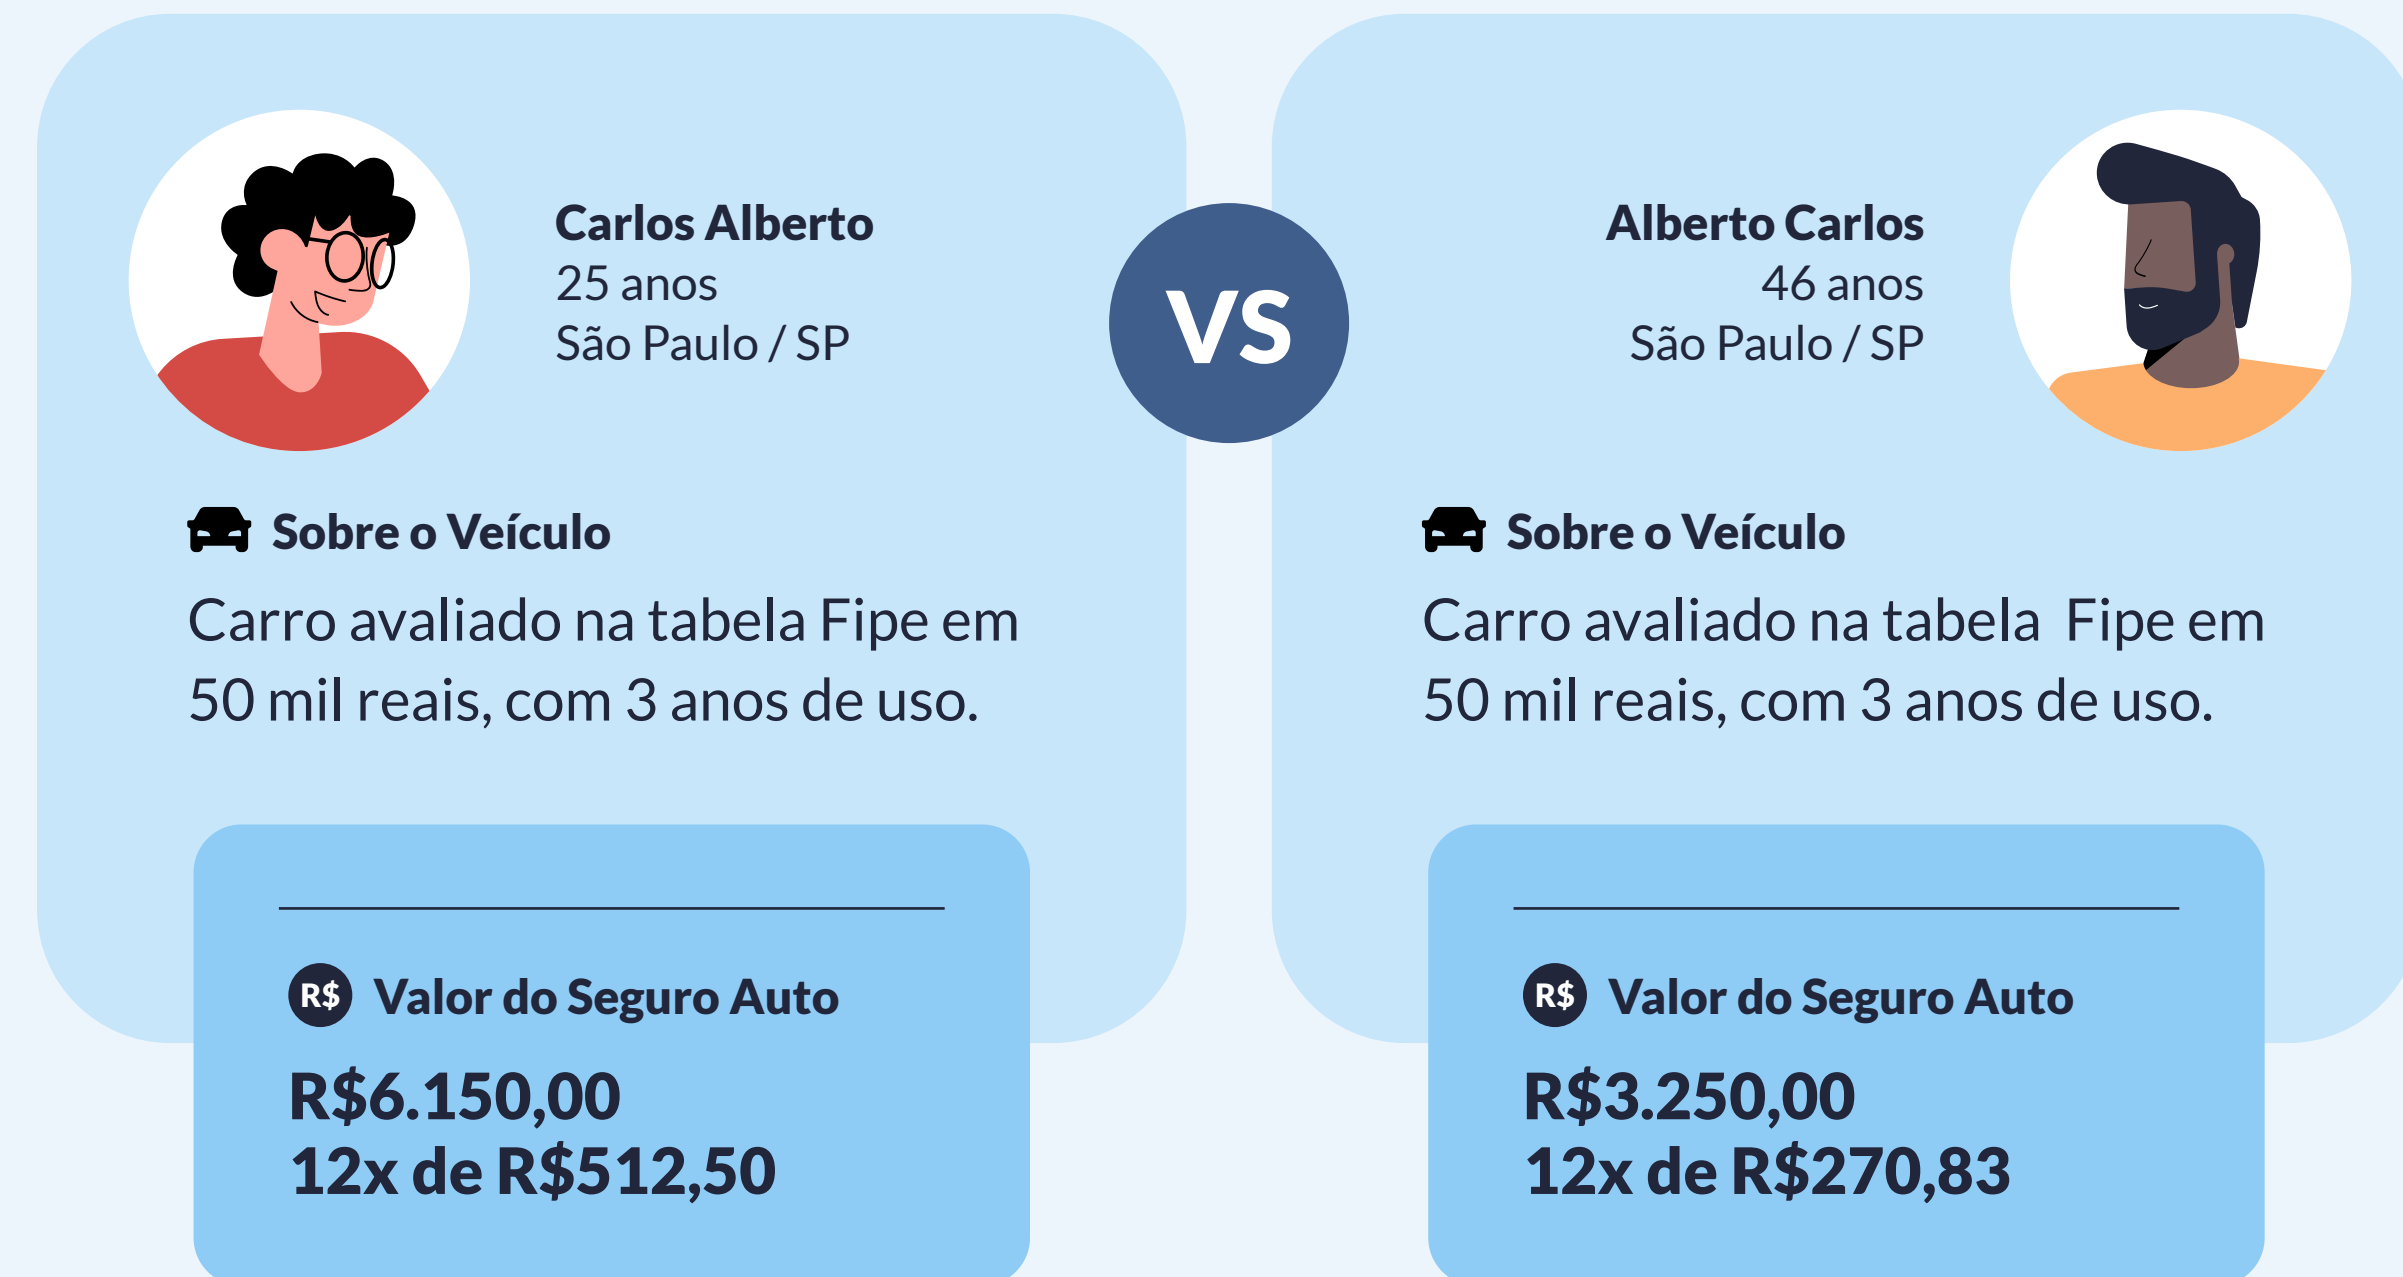 Carlos Alberto
25 anos
São Paulo / SP
VS
Alberto Carlos
46 anos
São Paulo / SP
Sobre o Veículo
Carro avaliado na tabela Fipe em
50 mil reais, com 3 anos de uso.
R$ Valor do Seguro Auto
R$6.150,00
12x de R$512,50
Sobre o Veículo
Carro avaliado na tabela Fipe em
50 mil reais, com 3 anos de uso.
R$ Valor do Seguro Auto
R$3.250,00
12x de R$270,83